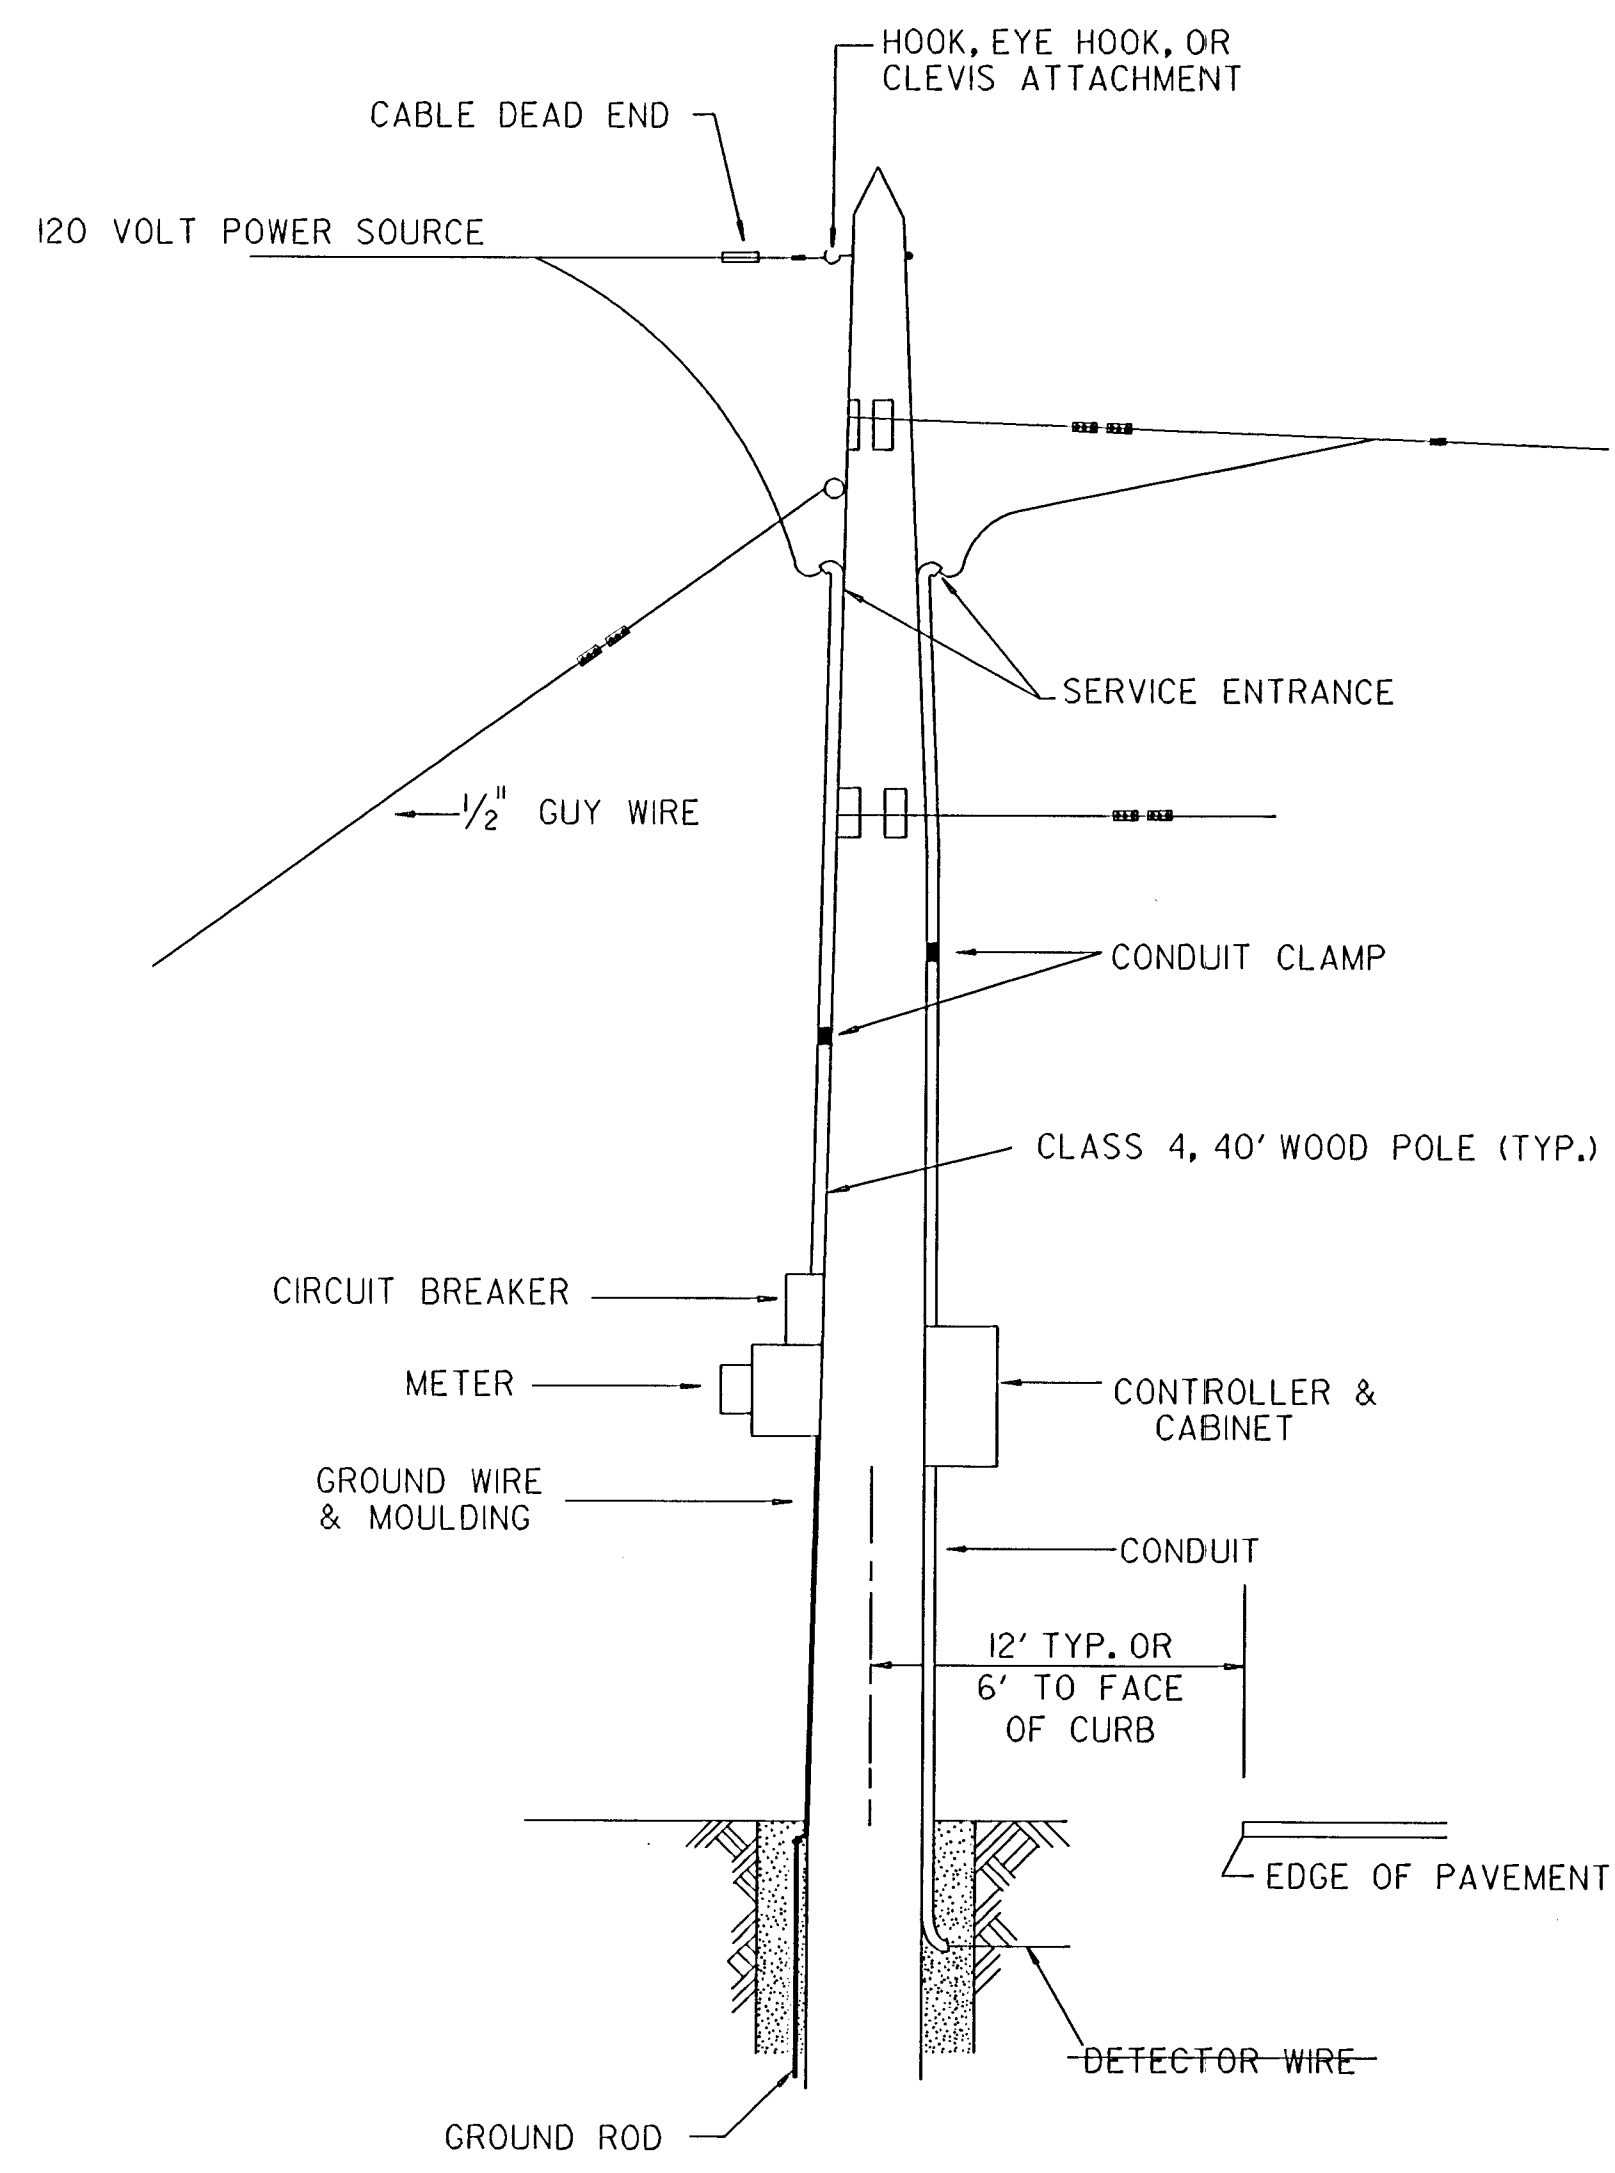 HOOK, EYE HOOK, OR
CLEVIS ATTACHMENT
CABLE DEAD END
120 VOLT POWER SOURCE
SERVICE ENTRANCE
1/2" GUY WIRE
CONDUIT CLAMP
CLASS 4, 40' WOOD POLE (TYP.)
CIRCUIT BREAKER
METER
CONTROLLER &
CABINET
GROUND WIRE
& MOULDING
CONDUIT
12' TYP. OR
6' TO FACE
OF CURB
EDGE OF PAVEMENT
DETECTOR WIRE
GROUND ROD